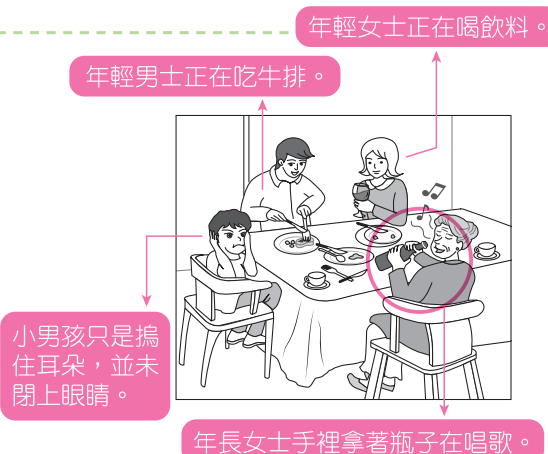 年輕女士正在喝飲料。
年輕男士正在吃牛排。
小男孩只是摀
住耳朵，並未
閉上眼睛。
年長女士手裡拿著瓶子在唱歌。